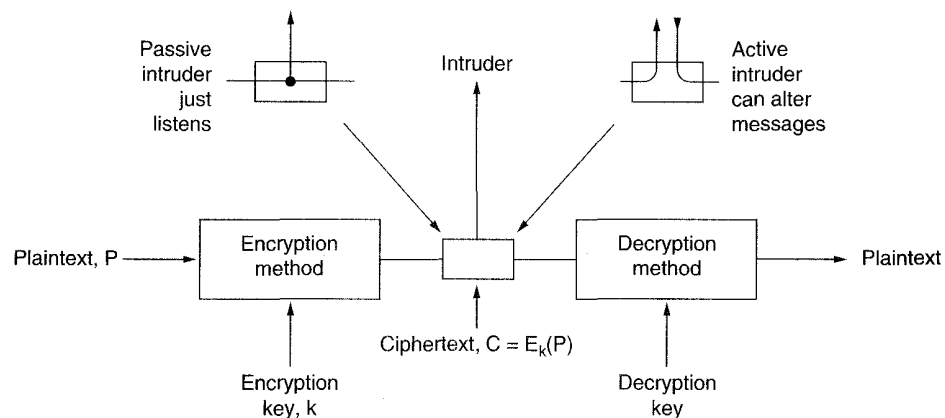 Passive
intruder
just
listens
Intruder
Active
intruder
can alter
messages
Plaintext, P
Encryption
method
Decryption
method
Plaintext
Ciphertext, C = Eₖ(P)
Encryption
key, k
Decryption
key